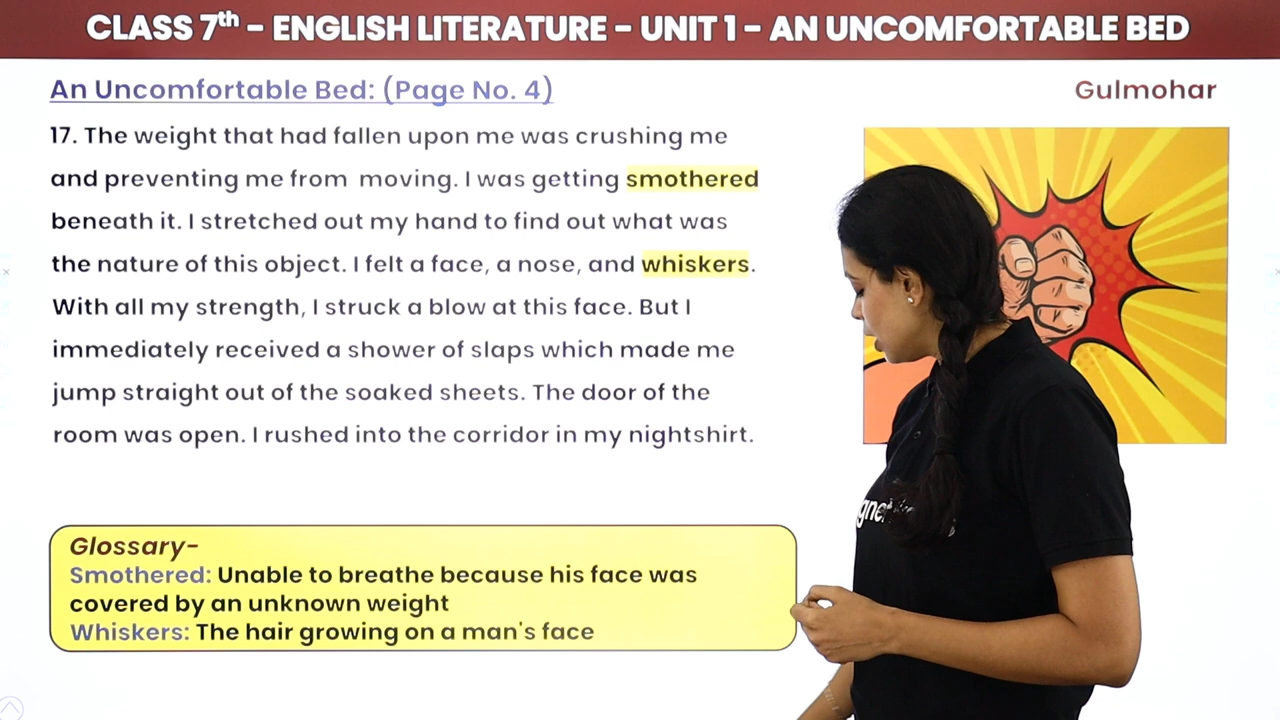 CLASS 7th - ENGLISH LITERATURE - UNIT 1 - AN UNCOMFORTABLE BED
An Uncomfortable Bed: (Page No. 4)
Gulmohar
17. The weight that had fallen upon me was crushing me
and preventing me from moving. I was getting smothered
beneath it. I stretched out my hand to find out what was
the nature of this object. I felt a face, a nose, and whiskers.
With all my strength, I struck a blow at this face. But I
immediately received a shower of slaps which made me
jump straight out of the soaked sheets. The door of the
room was open. I rushed into the corridor in my nightshirt.
Glossary-
Smothered: Unable to breathe because his face was
covered by an unknown weight
Whiskers: The hair growing on a man's face